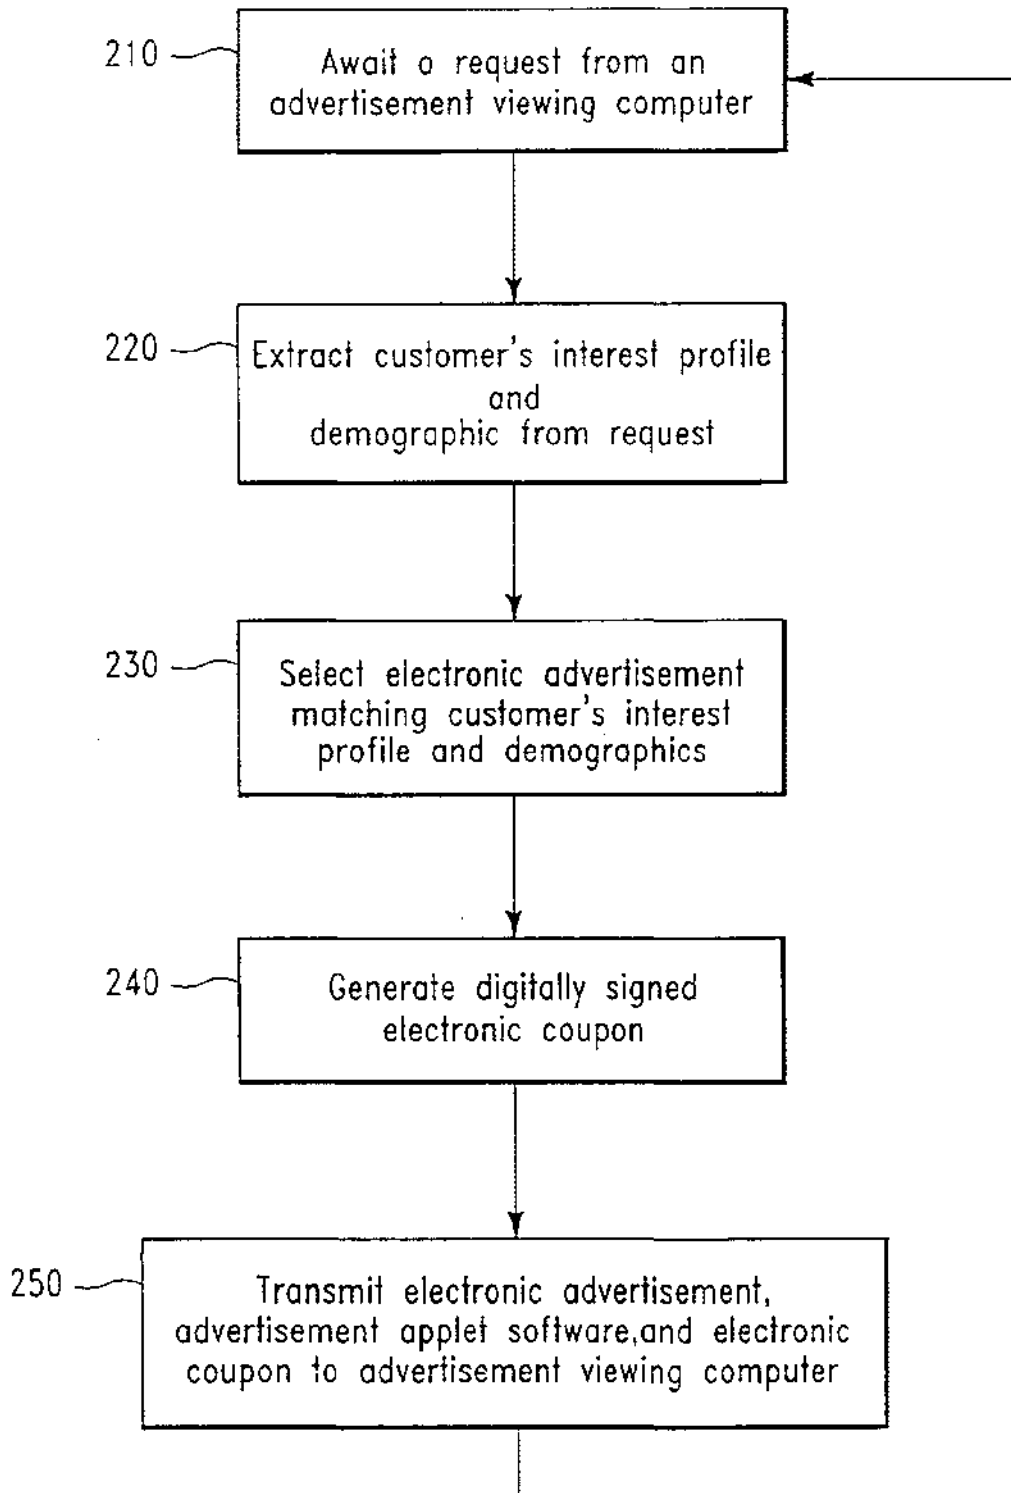 210
Await a request from an
advertisement viewing computer
220
Extract customer's interest profile
and
demographic from request
230
Select electronic advertisement
matching customer's interest
profile and demographics
240
Generate digitally signed
electronic coupon
250
Transmit electronic advertisement,
advertisement applet software,and electronic
coupon to advertisement viewing computer